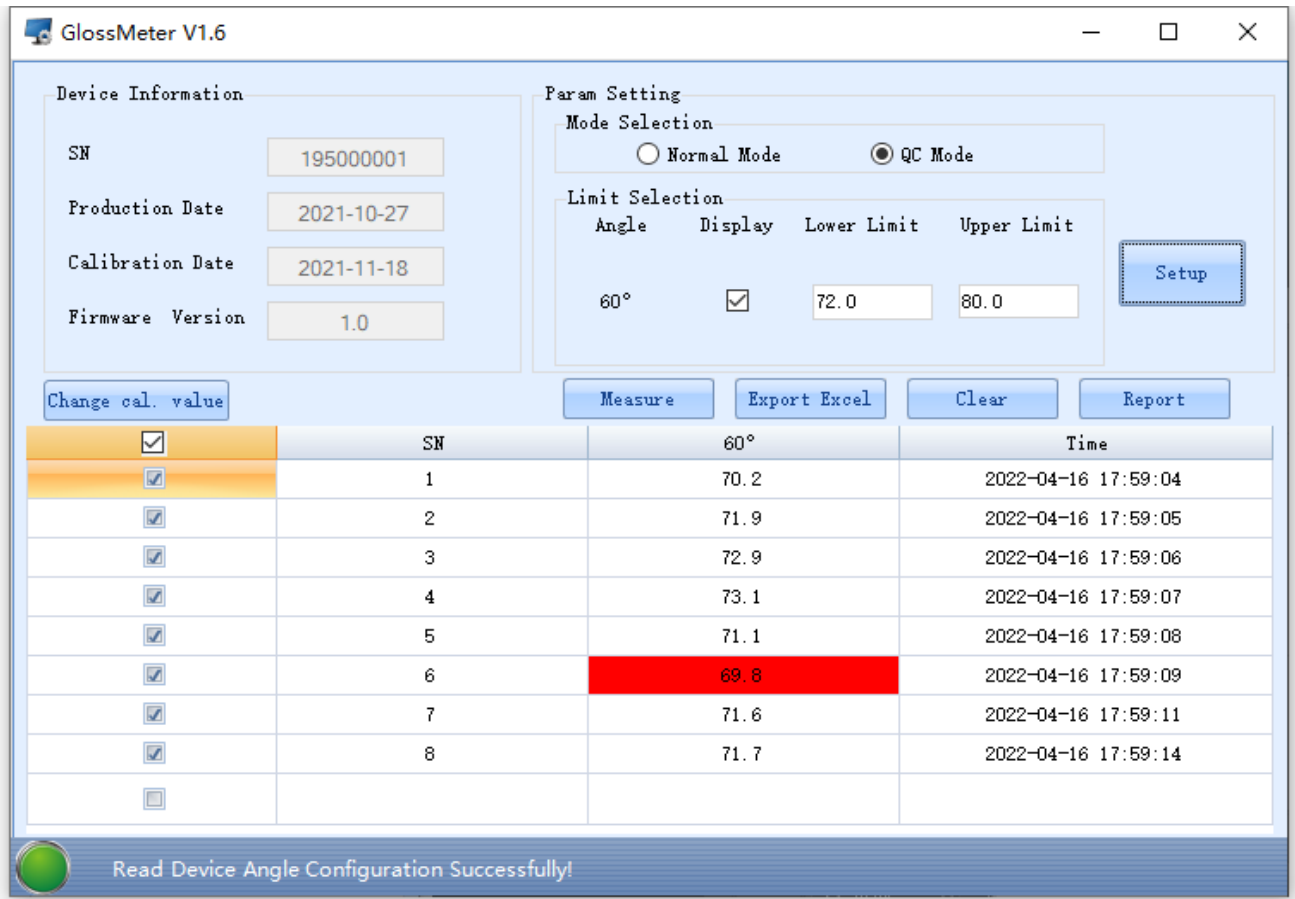 GlossMeter V1.6
Device Information
SN 195000001
Production Date 2021-10-27
Calibration Date 2021-11-18
Firmware Version 1.0
Param Setting
Mode Selection
Normal Mode QC Mode
Limit Selection
Angle Display Lower Limit Upper Limit
60° 72.0 80.0
Setup
Change cal. value Measure Export Excel Clear Report
SN 60° Time
1 70.2 2022-04-16 17:59:04
2 71.9 2022-04-16 17:59:05
3 72.9 2022-04-16 17:59:06
4 73.1 2022-04-16 17:59:07
5 71.1 2022-04-16 17:59:08
6 69.8 2022-04-16 17:59:09
7 71.6 2022-04-16 17:59:11
8 71.7 2022-04-16 17:59:14
Read Device Angle Configuration Successfully!